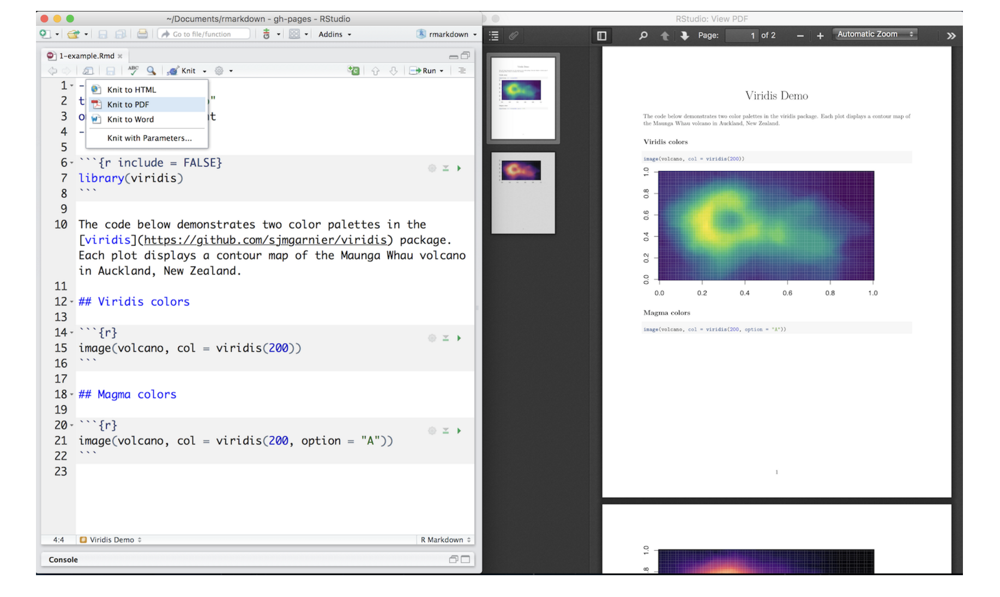 ~/Documents/rmarkdown - gh-pages - RStudio
Go to file/function
Addins
rmarkdown
1-example.Rmd
ABC
Knit
Run
Knit to HTML
Knit to PDF
Knit to Word
Knit with Parameters...
1 -
2 t "
3 o t
4 -
5
6 ```{r include = FALSE}
7 library(viridis)
8 ```
9
10 The code below demonstrates two color palettes in the
[viridis](https://github.com/sjmgarnier/viridis) package.
Each plot displays a contour map of the Maunga Whau volcano
in Auckland, New Zealand.
11
12 ## Viridis colors
13
14 ```{r}
15 image(volcano, col = viridis(200))
16 ```
17
18 ## Magma colors
19
20 ```{r}
21 image(volcano, col = viridis(200, option = "A"))
22 ```
23
4:4 Viridis Demo R Markdown
Console
RStudio: View PDF
Page: 1 of 2
Automatic Zoom
Viridis Demo
The code below demonstrates two color palettes in the viridis package. Each plot displays a contour map of
the Maunga Whau volcano in Auckland, New Zealand.
Viridis colors
image(volcano, col = viridis(200))
1.0
0.8
0.6
0.4
0.2
0.0
0.0 0.2 0.4 0.6 0.8 1.0
Magma colors
image(volcano, col = viridis(200, option = "A"))
1
1.0
.8